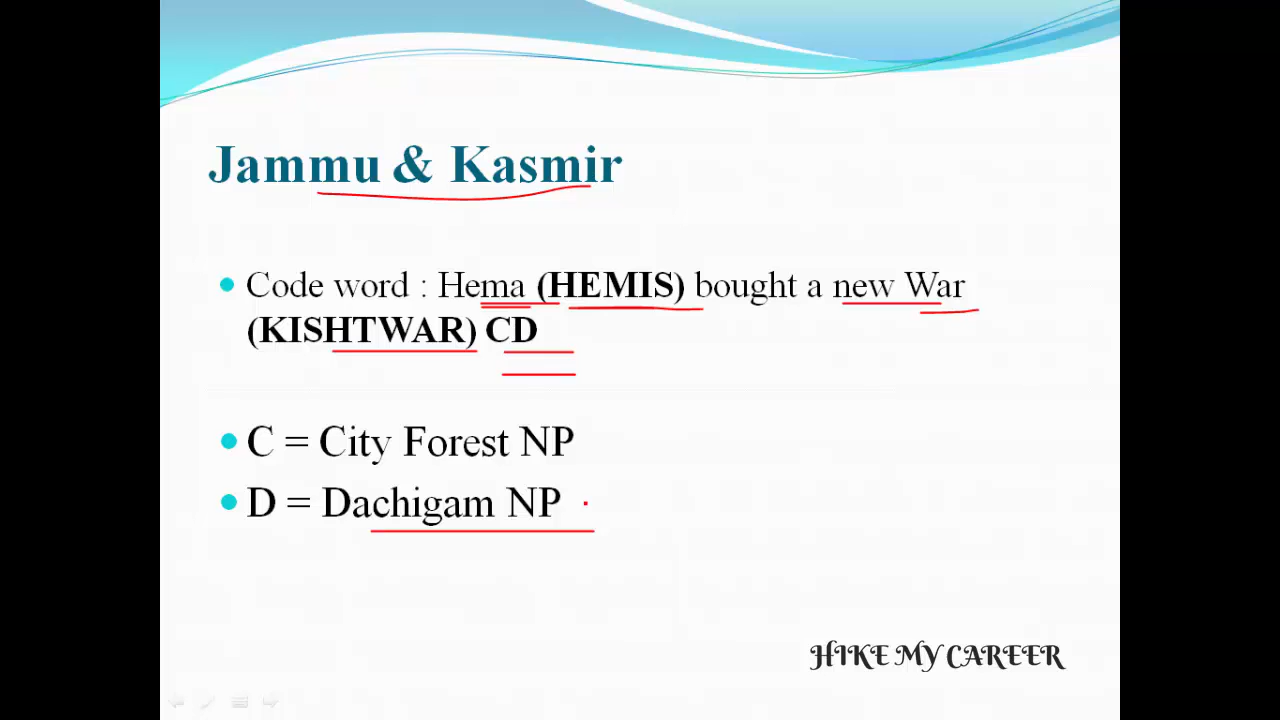 Jammu & Kasmir
Code word : Hema (HEMIS) bought a new War
(KISHTWAR) CD
C = City Forest NP
D = Dachigam NP
HIKE MY CAREER